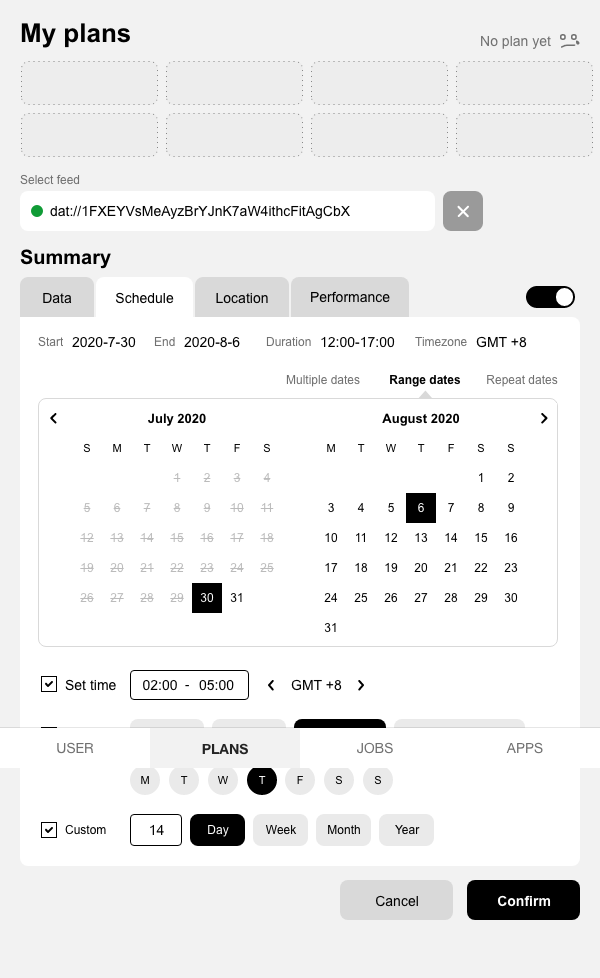 My plans
No plan yet
Select feed
dat://1FXEYVsMeAyzBrYJnK7aW4ithcFitAgCbX
Summary
Data Schedule Location Performance
Start 2020-7-30 End 2020-8-6 Duration 12:00-17:00 Timezone GMT +8
Multiple dates Range dates Repeat dates
July 2020 August 2020
S M T W T F S M T W T F S S
1 2 3 4 1 2
5 6 7 8 9 10 11 3 4 5 6 7 8 9
12 13 14 15 16 17 18 10 11 12 13 14 15 16
19 20 21 22 23 24 25 17 18 19 20 21 22 23
26 27 28 29 30 31 24 25 26 27 28 29 30
31
Set time 02:00 - 05:00 GMT +8
USER PLANS JOBS APPS
M T W T F S S
Custom 14 Day Week Month Year
Cancel Confirm